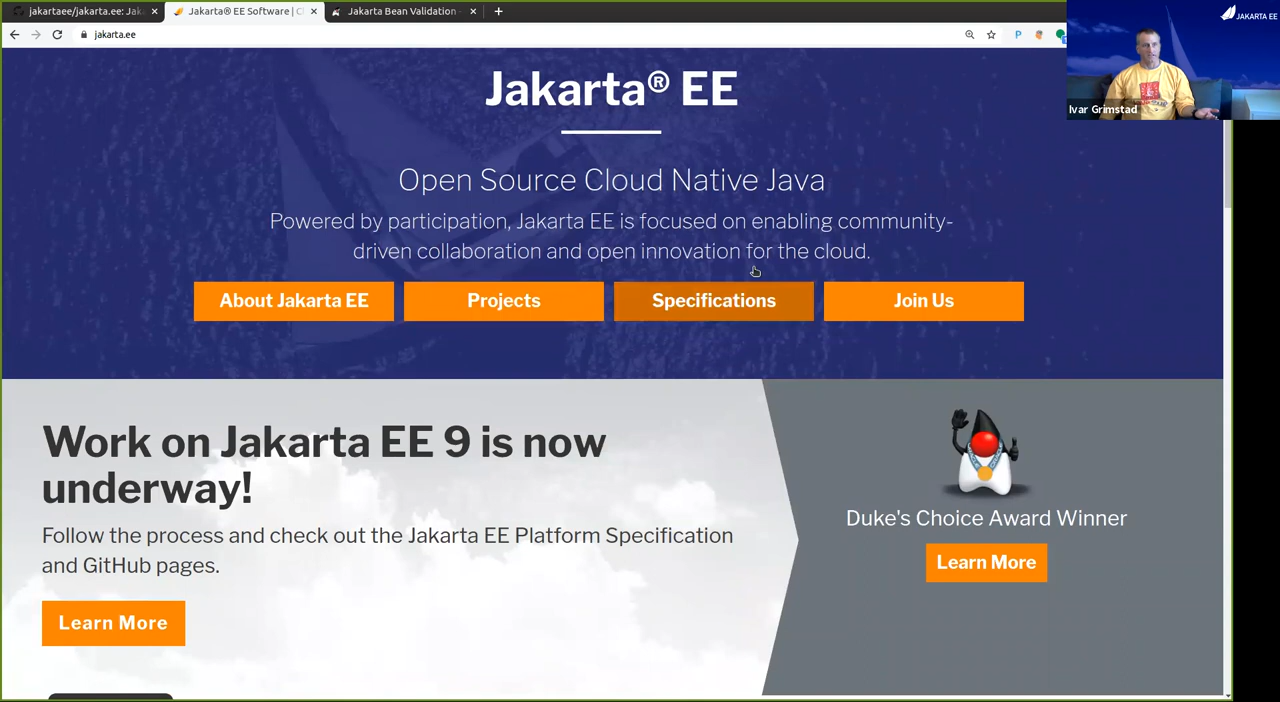 jakartaee/jakarta.ee: Jak
Jakarta® EE Software | C
Jakarta Bean Validation
jakarta.ee
P
JAKARTA EE
Ivar Grimstad
Jakarta® EE
Open Source Cloud Native Java
Powered by participation, Jakarta EE is focused on enabling community-
driven collaboration and open innovation for the cloud.
About Jakarta EE
Projects
Specifications
Join Us
Work on Jakarta EE 9 is now
underway!
Follow the process and check out the Jakarta EE Platform Specification
and GitHub pages.
Learn More
Duke's Choice Award Winner
Learn More